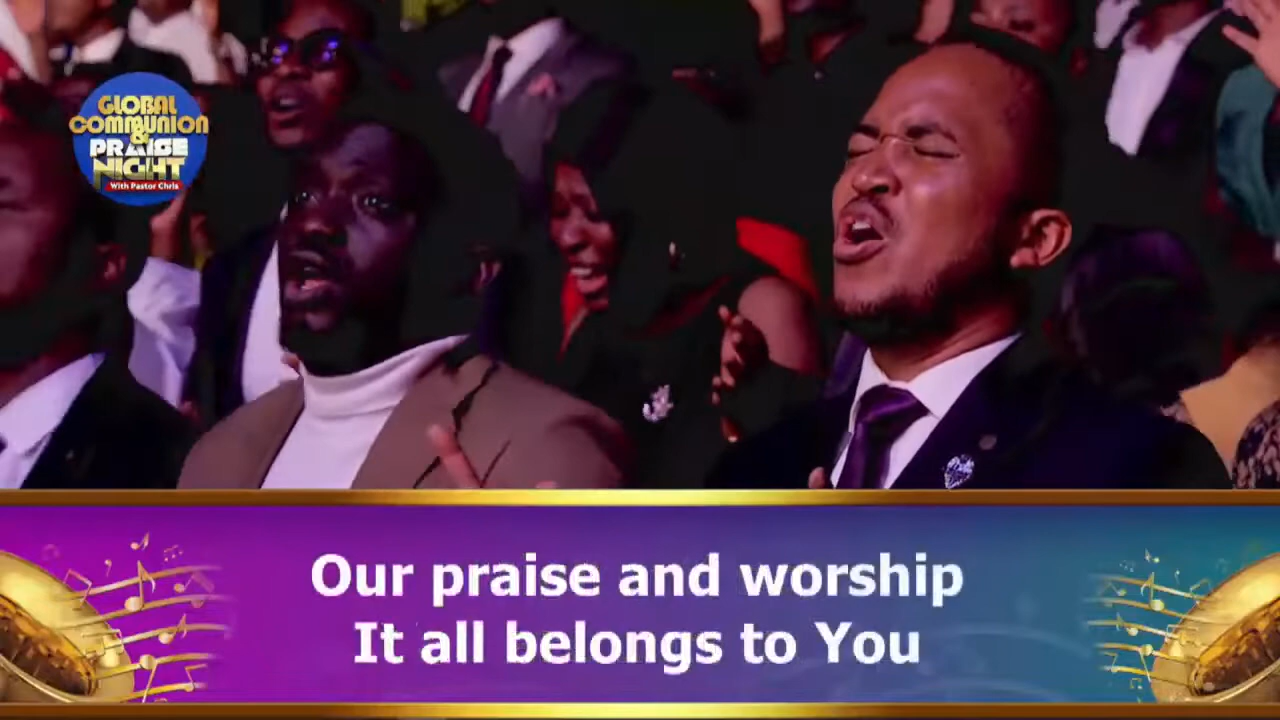 GLOBAL
COMMUNION
&
PRAISE
NIGHT
With Pastor Chris
Our praise and worship
It all belongs to You